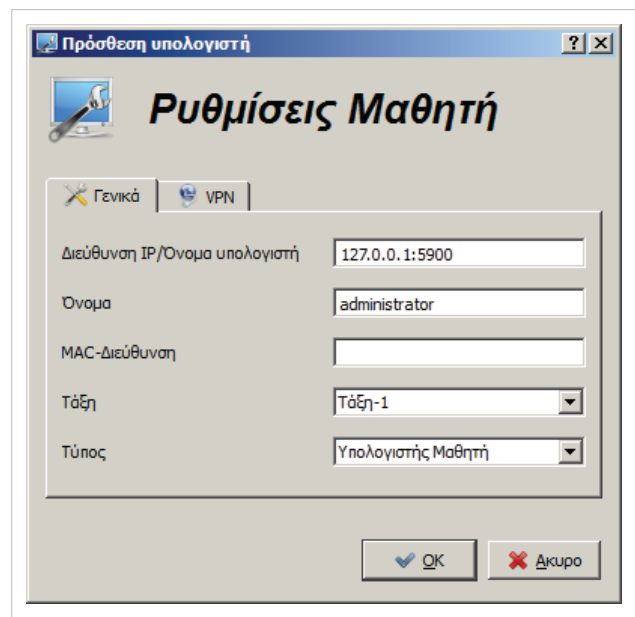 Πρόσθεση υπολογιστή
Ρυθμίσεις Μαθητή
Γενικά VPN
Διεύθυνση IP/Όνομα υπολογιστή 127.0.0.1:5900
Όνομα administrator
MAC-Διεύθυνση
Τάξη Τάξη-1
Τύπος Υπολογιστής Μαθητή
OK Ακυρο